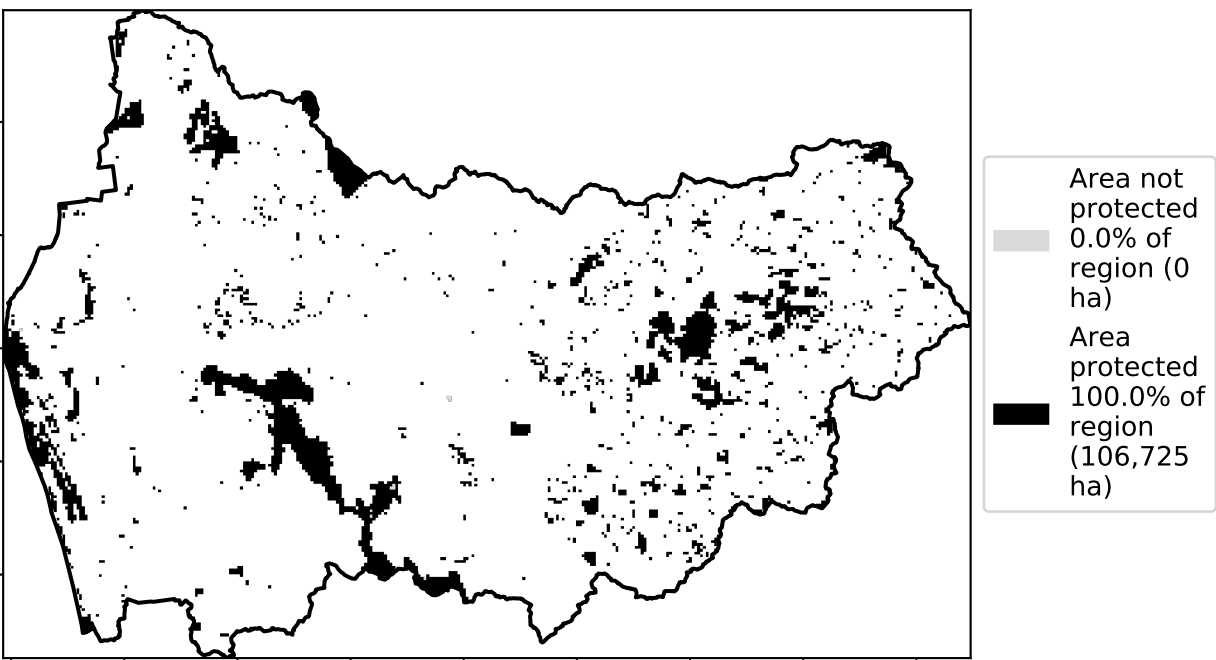 Area not
protected
0.0% of
region (0
ha)
Area
protected
100.0% of
region
(106,725
ha)